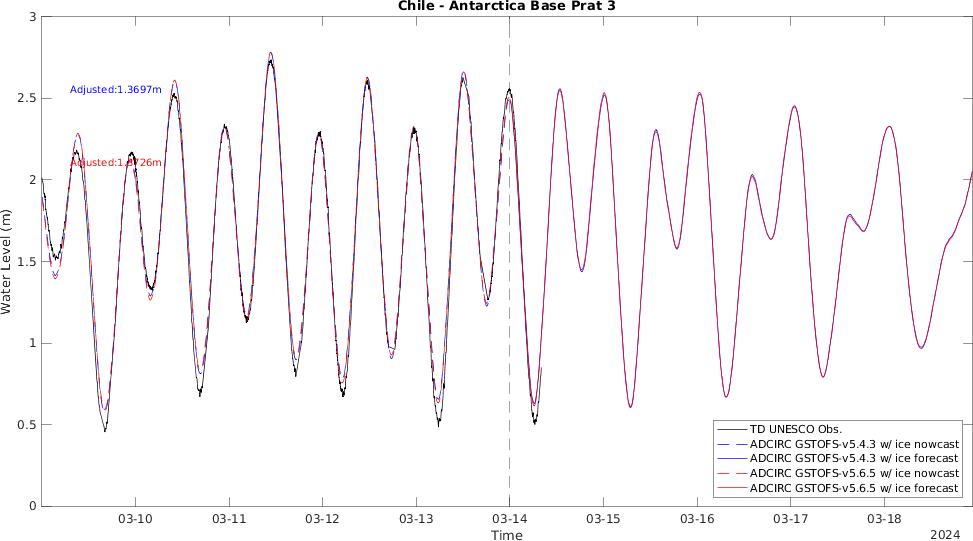 Chile - Antarctica Base Prat 3
3
2.5
2
1.5
1
0.5
0
Water Level (m)
Adjusted:1.3697m
Adjusted:1.3726m
TD UNESCO Obs.
ADCIRC GSTOFS-v5.4.3 w/ ice nowcast
ADCIRC GSTOFS-v5.4.3 w/ ice forecast
ADCIRC GSTOFS-v5.6.5 w/ ice nowcast
ADCIRC GSTOFS-v5.6.5 w/ ice forecast
03-10 03-11 03-12 03-13 03-14 03-15 03-16 03-17 03-18
Time
2024